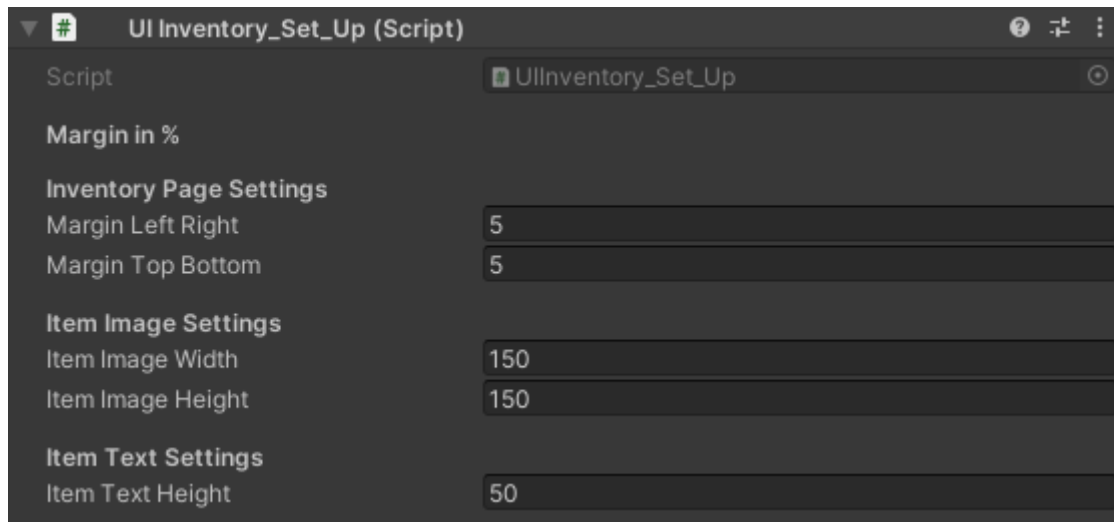 # UI Inventory_Set_Up (Script)
Script # UIInventory_Set_Up
Margin in %
Inventory Page Settings
Margin Left Right 5
Margin Top Bottom 5
Item Image Settings
Item Image Width 150
Item Image Height 150
Item Text Settings
Item Text Height 50